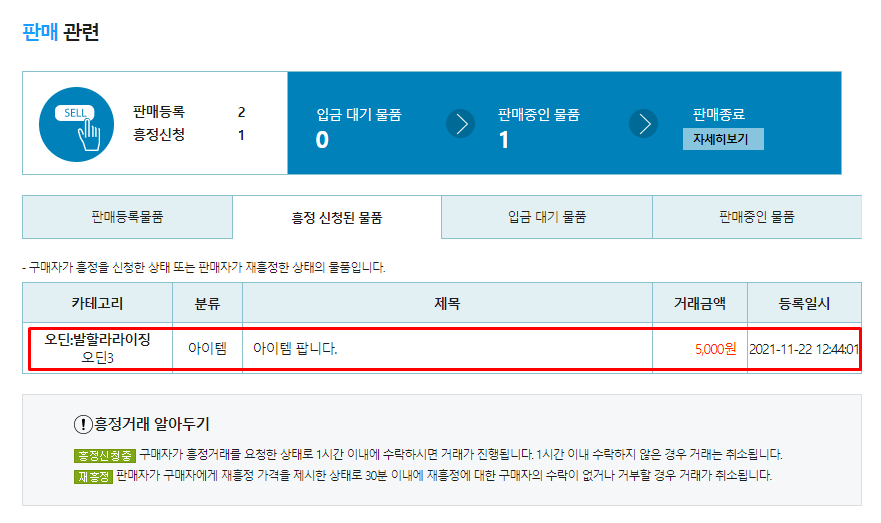 판매 관련
SELL
판매등록 2
흥정신청 1
입금 대기 물품
0
판매중인 물품
1
판매종료
자세히보기
판매등록물품 흥정 신청된 물품 입금 대기 물품 판매중인 물품
- 구매자가 흥정을 신청한 상태 또는 판매자가 재흥정한 상태의 물품입니다.
카테고리 분류 제목 거래금액 등록일시
오딘:발할라라이징
오딘3
아이템 아이템 팝니다. 5,000원 2021-11-22 12:44:01
흥정거래 알아두기
흥정신청중 구매자가 흥정거래를 요청한 상태로 1시간 이내에 수락하시면 거래가 진행됩니다. 1시간 이내 수락하지 않은 경우 거래는 취소됩니다.
재흥정 판매자가 구매자에게 재흥정 가격을 제시한 상태로 30분 이내에 재흥정에 대한 구매자의 수락이 없거나 거부할 경우 거래가 취소됩니다.